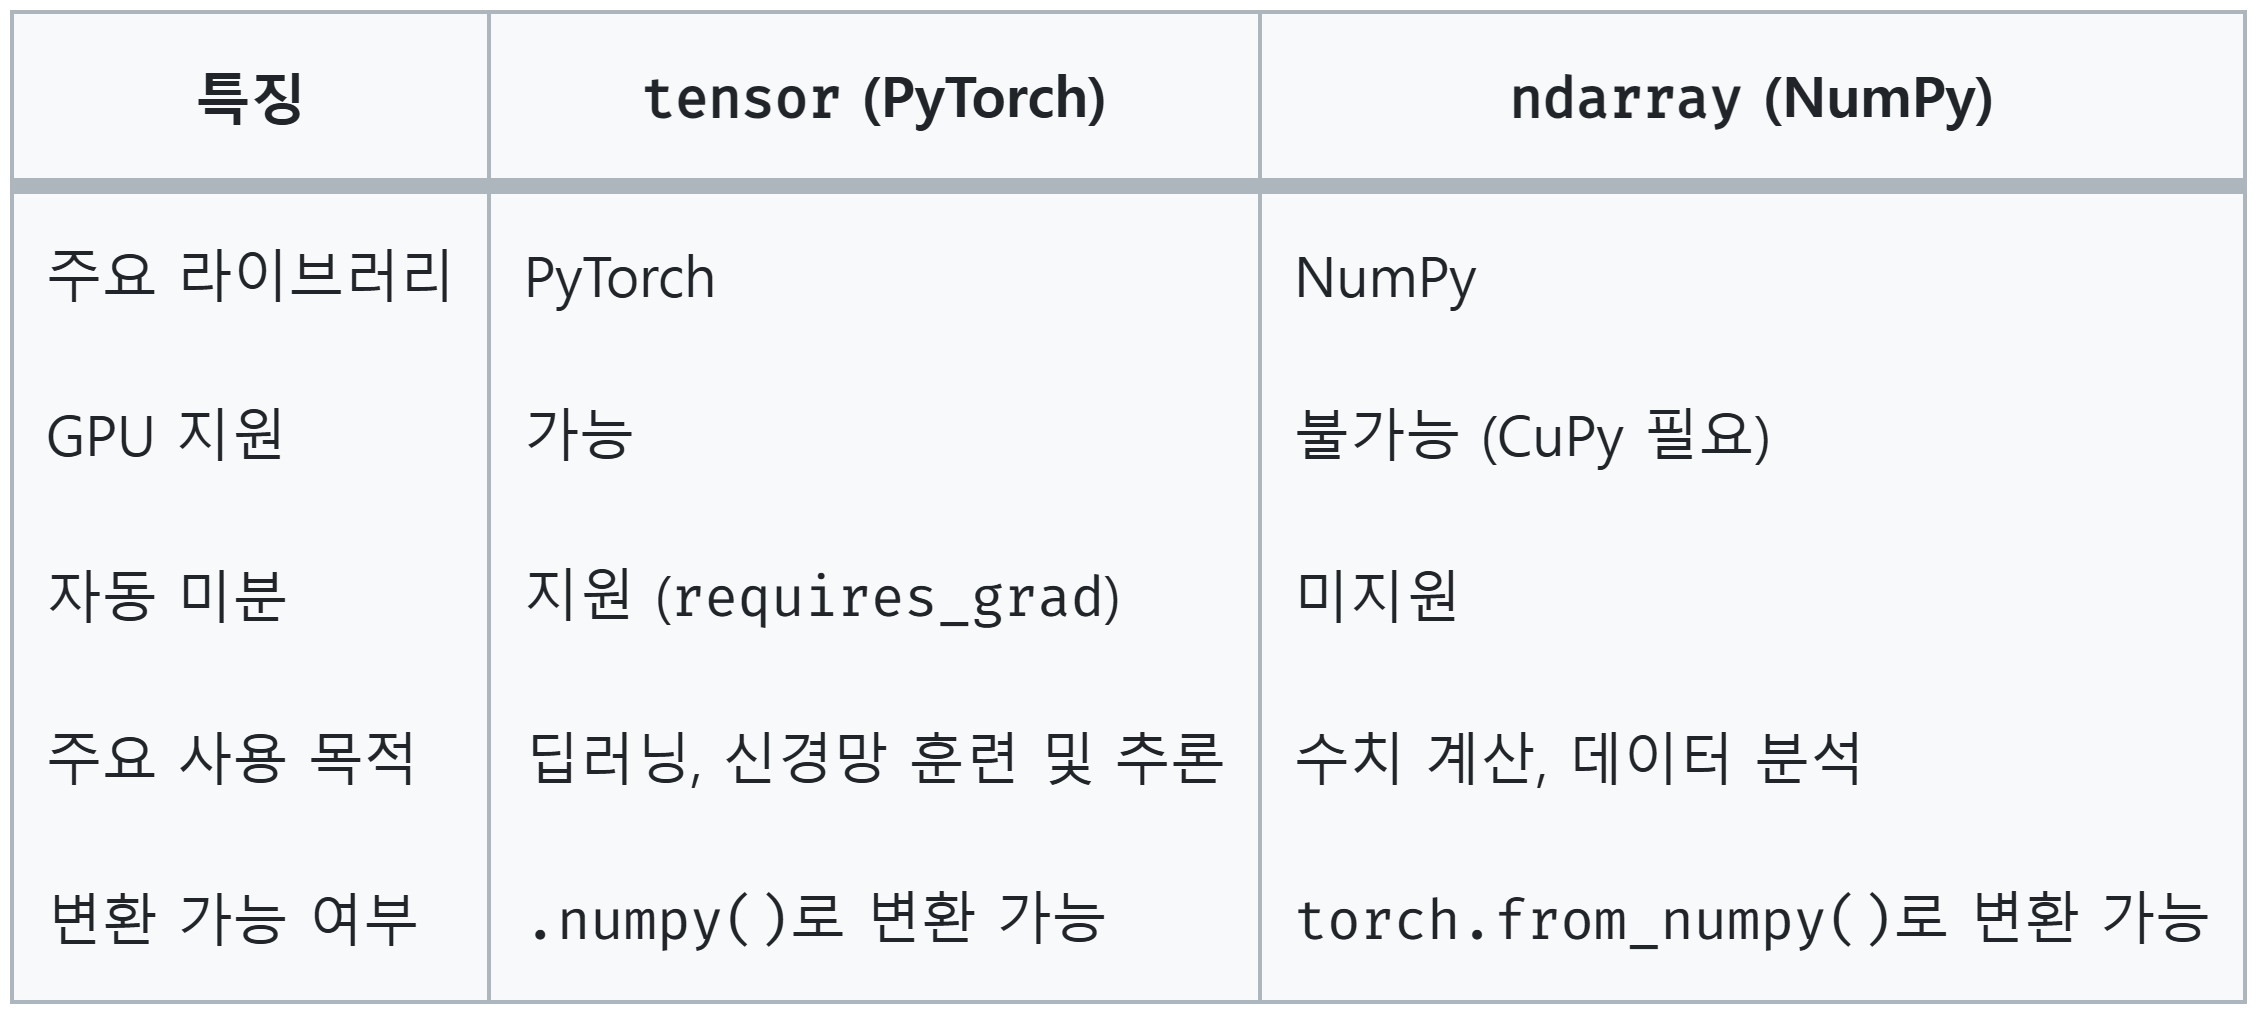 특징 tensor (PyTorch) ndarray (NumPy)
주요 라이브러리 PyTorch NumPy
GPU 지원 가능 불가능 (CuPy 필요)
자동 미분 지원 (requires_grad) 미지원
주요 사용 목적 딥러닝, 신경망 훈련 및 추론 수치 계산, 데이터 분석
변환 가능 여부 .numpy()로 변환 가능 torch.from_numpy()로 변환 가능